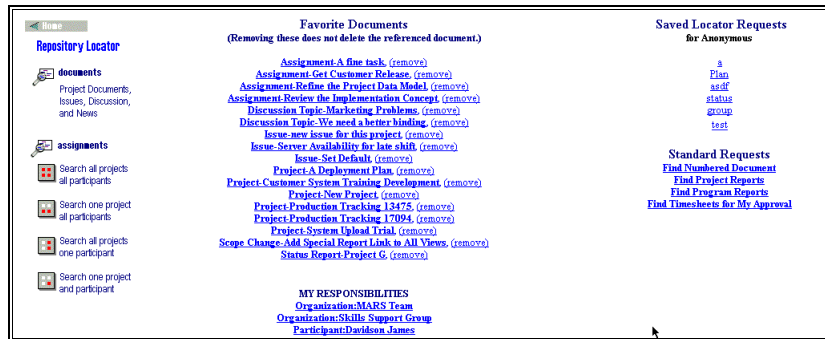 Home
Repository Locator
documents
Project Documents,
Issues, Discussion,
and News
assignments
Search all projects
all participants
Search one project
all participants
Search all projects
one participant
Search one project
and participant
Favorite Documents
(Removing these does not delete the referenced document.)
Assignment-A fine task, (remove)
Assignment-Get Customer Release, (remove)
Assignment-Refine the Project Data Model, (remove)
Assignment-Review the Implementation Concept, (remove)
Discussion Topic-Marketing Problems, (remove)
Discussion Topic-We need a better binding, (remove)
Issue-new issue for this project, (remove)
Issue-Server Availability for late shift, (remove)
Issue-Set Default, (remove)
Project-A Deployment Plan, (remove)
Project-Customer System Training Development, (remove)
Project-New Project, (remove)
Project-Production Tracking 13475, (remove)
Project-Production Tracking 17094, (remove)
Project-System Upload Trial, (remove)
Scope Change-Add Special Report Link to All Views, (remove)
Status Report-Project G, (remove)
MY RESPONSIBILITIES
Organization:MARS Team
Organization:Skills Support Group
Participant:Davidson James
Saved Locator Requests
for Anonymous
a
Plan
asdf
status
group
test
Standard Requests
Find Numbered Document
Find Project Reports
Find Program Reports
Find Timesheets for My Approval